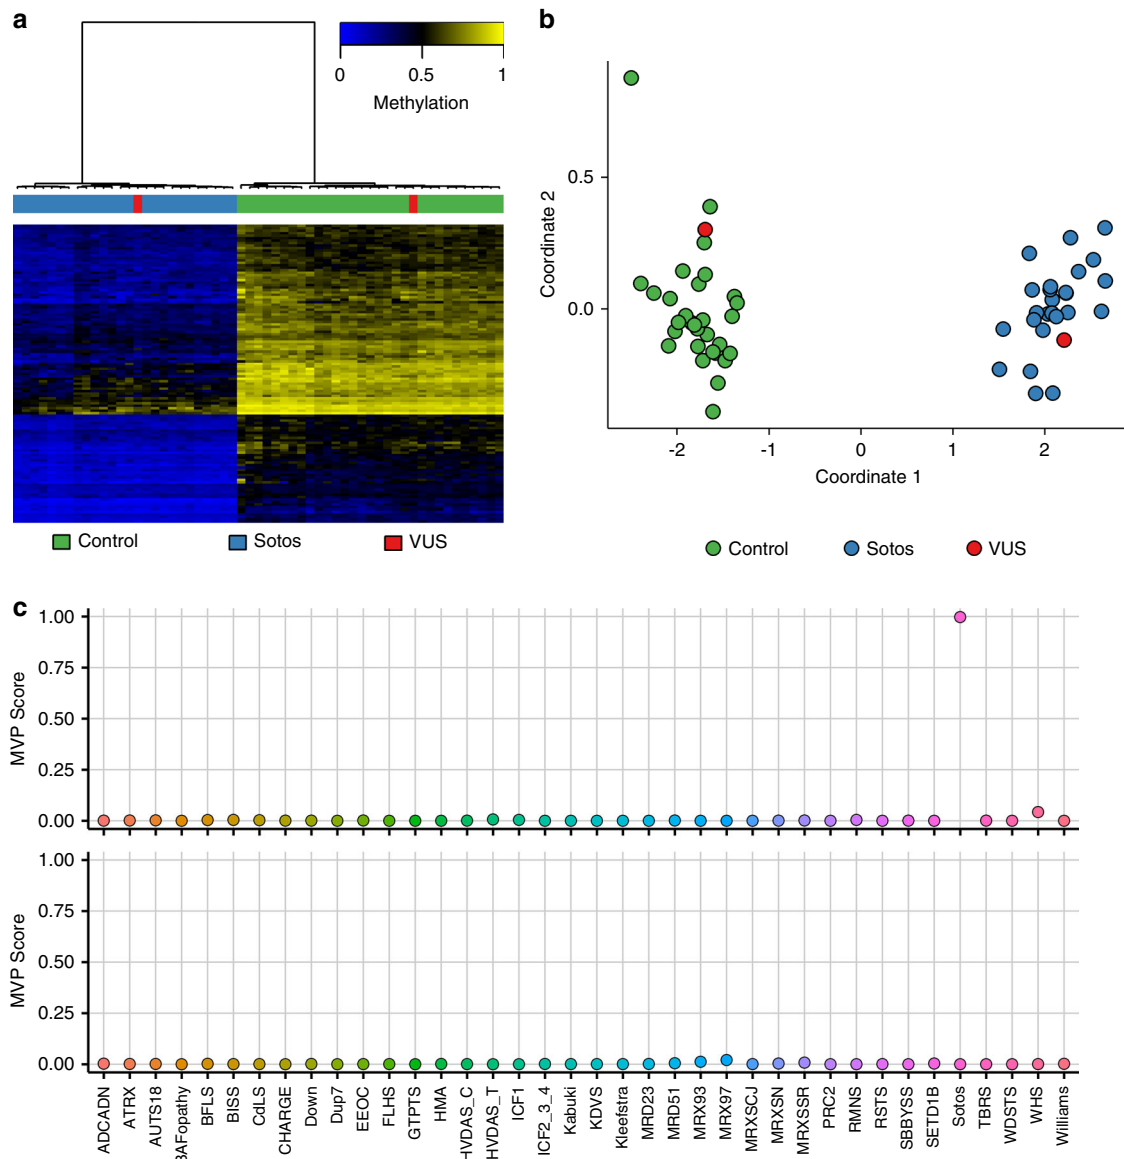 a
0
0.5
1
Methylation
Control
Sotos
VUS
b
Coordinate 2
0.5
0.0
-2
-1
0
1
2
Coordinate 1
Control
Sotos
VUS
c
MVP Score
1.00
0.75
0.50
0.25
0.00
MVP Score
1.00
0.75
0.50
0.25
0.00
ADCADN
ATRX
AUTS18
BAFopathy
BFLS
BISS
CdLS
CHARGE
Down
Dup7
EEOC
FLHS
GTPTS
HMA
HVDAS_C
HVDAS_T
ICF1
ICF2_3_4
Kabuki
KDVS
Kleefstra
MRD23
MRD51
MRX93
MRX97
MRXSCJ
MRXSN
MRXSSR
PRC2
RMNS
RSTS
SBBYSS
SETD1B
Sotos
TBRS
WDSTS
WHS
Williams